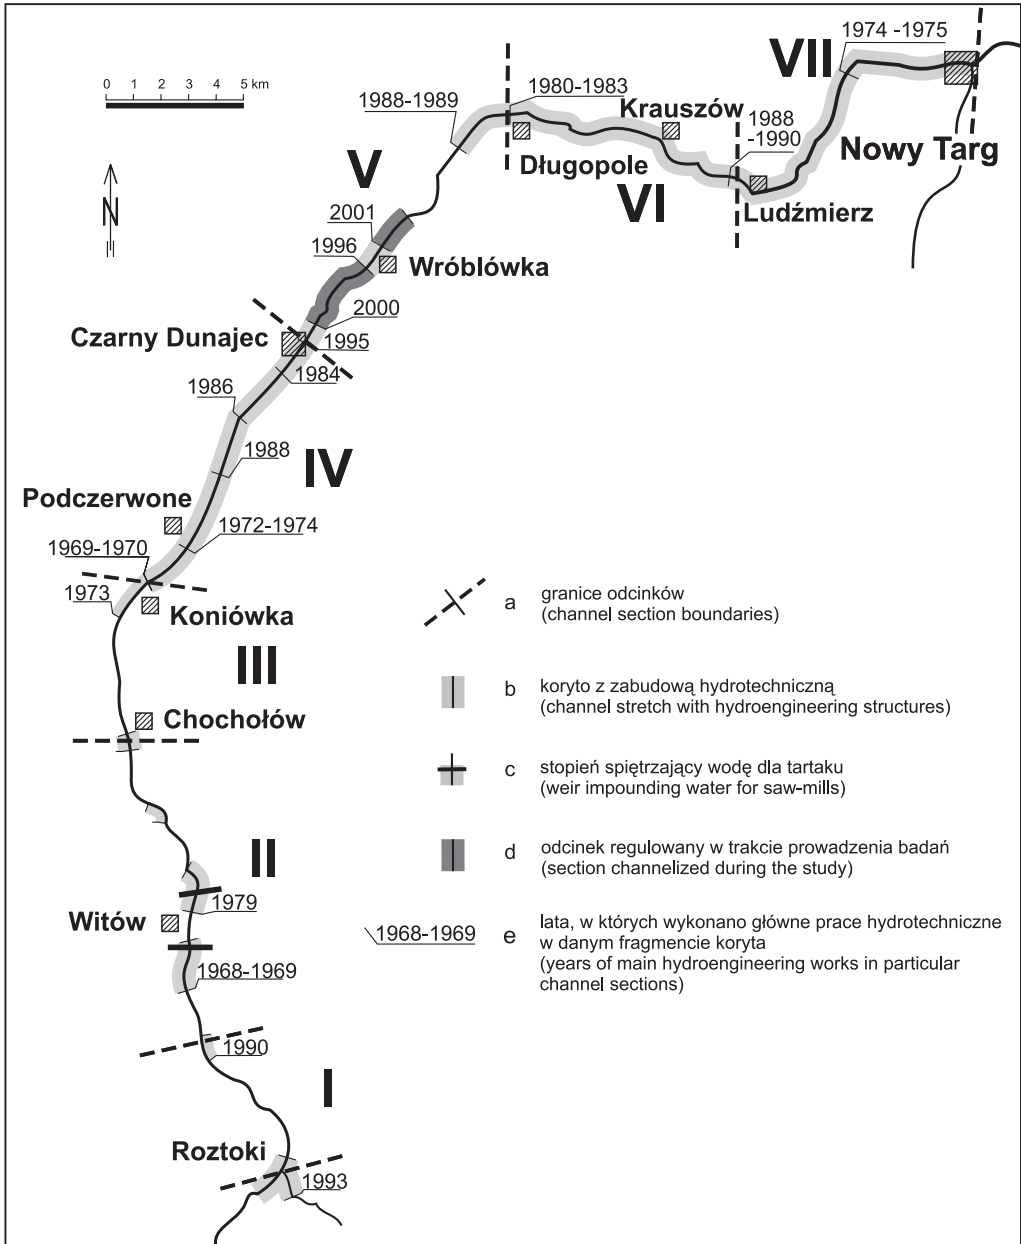 1974 -1975
VII
0 1 2 3 4 5 km
1980-1983
1988-1989
Krauszów
1988
-1990
Nowy Targ
Długopole
V
VI
N
Ludźmierz
2001
1996
Wróblówka
2000
Czarny Dunajec
1995
1984
1986
1988
IV
Podczerwone
1972-1974
1969-1970
1973
Koniówka
III
Chochołów
II
Witów
1979
1968-1969
1990
I
Roztoki
1993
a granice odcinków
(channel section boundaries)
b koryto z zabudową hydrotechniczną
(channel stretch with hydroengineering structures)
c stopień spiętrzający wodę dla tartaku
(weir impounding water for saw-mills)
d odcinek regulowany w trakcie prowadzenia badań
(section channelized during the study)
1968-1969 e lata, w których wykonano główne prace hydrotechniczne
w danym fragmencie koryta
(years of main hydroengineering works in particular
channel sections)